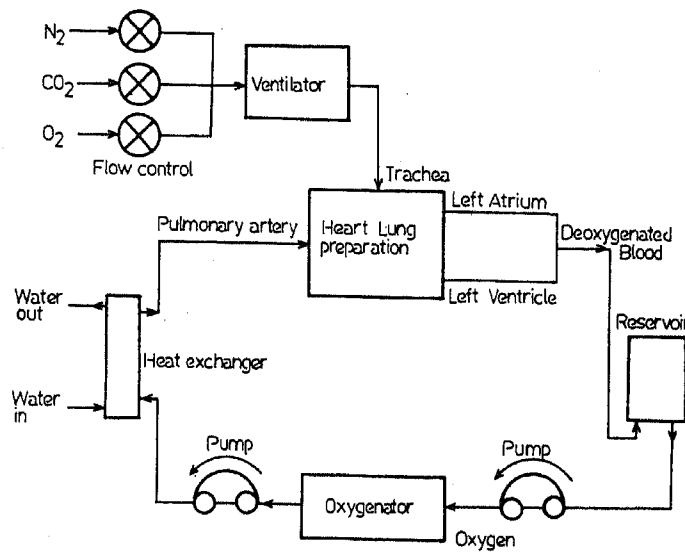 N2
CO2
O2
Flow control
Ventilator
Trachea
Left Atrium
Heart Lung
preparation
Pulmonary artery
Deoxygenated
Blood
Left Ventricle
Water
out
Reservoir
Heat exchanger
Water
in
Pump
Pump
Oxygenator
Oxygen